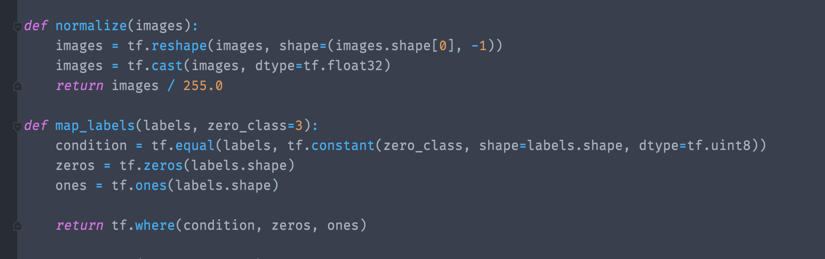 def normalize(images):
    images = tf.reshape(images, shape=(images.shape[0], -1))
    images = tf.cast(images, dtype=tf.float32)
    return images / 255.0
def map_labels(labels, zero_class=3):
    condition = tf.equal(labels, tf.constant(zero_class, shape=labels.shape, dtype=tf.uint8))
    zeros = tf.zeros(labels.shape)
    ones = tf.ones(labels.shape)
    return tf.where(condition, zeros, ones)